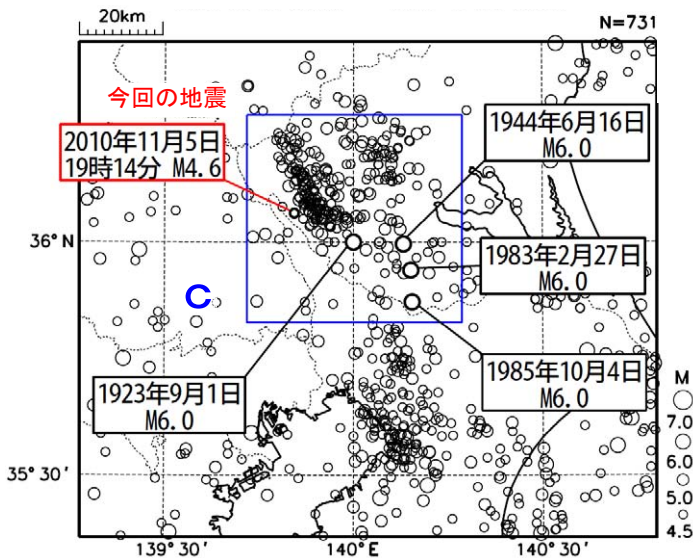 20km
N=731
今回の地震
2010年11月5日
19時14分 M4.6
1944年6月16日
M6.0
36°N
1983年2月27日
M6.0
C
1985年10月4日
M6.0
1923年9月1日
M6.0
M
7.0
6.0
5.0
4.5
35°30′
139°30′
140°E
140°30′